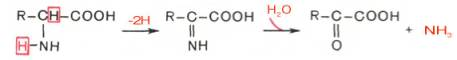 R-CH-COOH -2H R-C-COOH H₂O R-C-COOH
H-NH NH O + NH₃